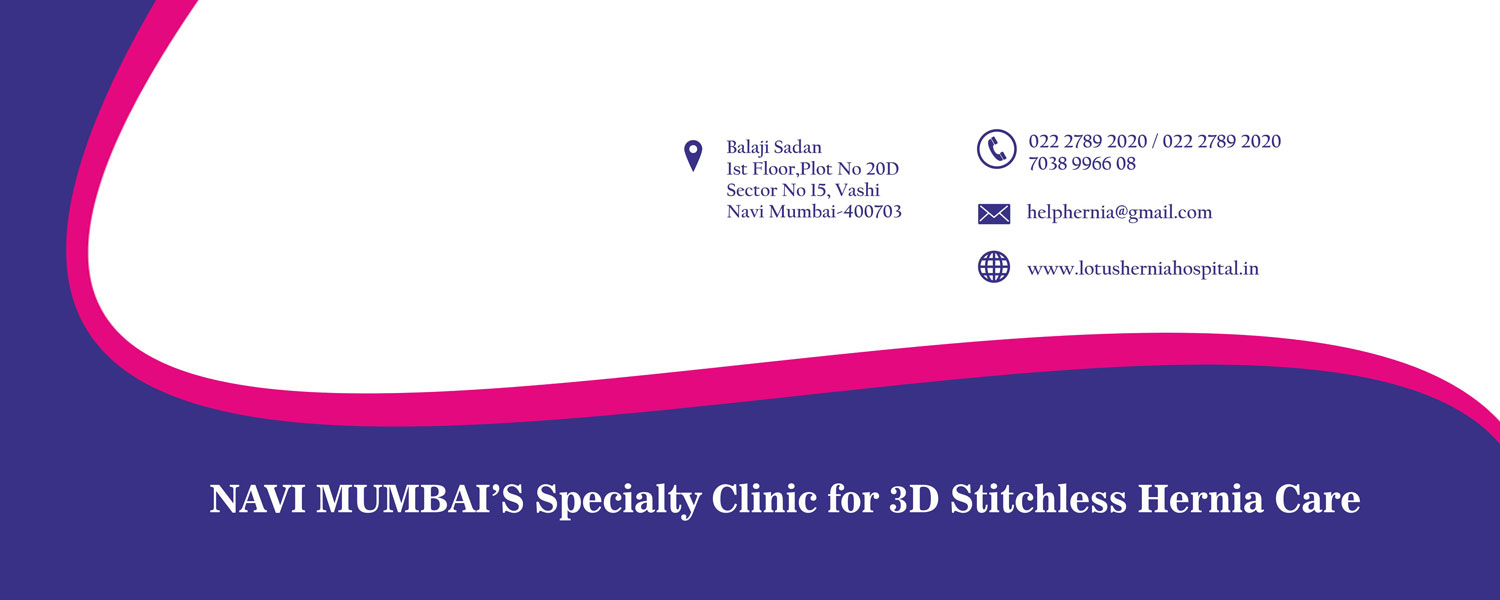 Balaji Sadan
1st Floor,Plot No 20D
Sector No 15, Vashi
Navi Mumbai-400703
022 2789 2020 / 022 2789 2020
7038 9966 08
helphernia@gmail.com
www.lotusherniahospital.in
NAVI MUMBAI’S Specialty Clinic for 3D Stitchless Hernia Care